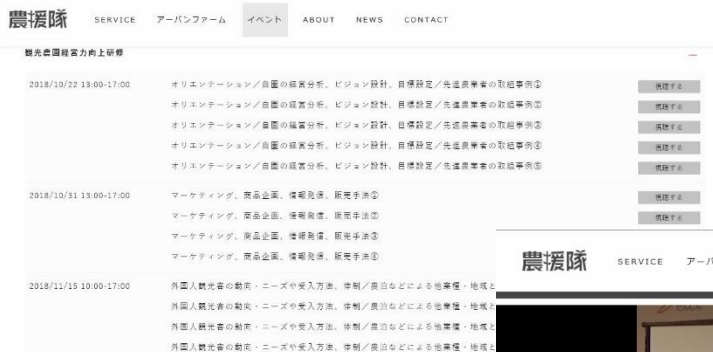 農援隊 SERVICE アーバンファーム イベント ABOUT NEWS CONTACT
観光農園経営力向上研修
2018/10/22 13:00-17:00 オリエンテーション／自園の経営分析、ビジョン設計、目標設定／先進農業者の取組事例① 視聴する
オリエンテーション／自園の経営分析、ビジョン設計、目標設定／先進農業者の取組事例② 視聴する
オリエンテーション／自園の経営分析、ビジョン設計、目標設定／先進農業者の取組事例③ 視聴する
オリエンテーション／自園の経営分析、ビジョン設計、目標設定／先進農業者の取組事例④ 視聴する
オリエンテーション／自園の経営分析、ビジョン設計、目標設定／先進農業者の取組事例⑤ 視聴する
2018/10/31 13:00-17:00 マーケティング、商品企画、情報発信、販売手法① 視聴する
マーケティング、商品企画、情報発信、販売手法② 視聴する
マーケティング、商品企画、情報発信、販売手法③
マーケティング、商品企画、情報発信、販売手法④
2018/11/15 10:00-17:00 外国人観光客の動向・ニーズや受入方法、体制／農泊などによる他業種・地域と
外国人観光客の動向・ニーズや受入方法、体制／農泊などによる他業種・地域と
外国人観光客の動向・ニーズや受入方法、体制／農泊などによる他業種・地域と
外国人観光客の動向・ニーズや受入方法、体制／農泊などによる他業種・地域と
農援隊 SERVICE アーバ